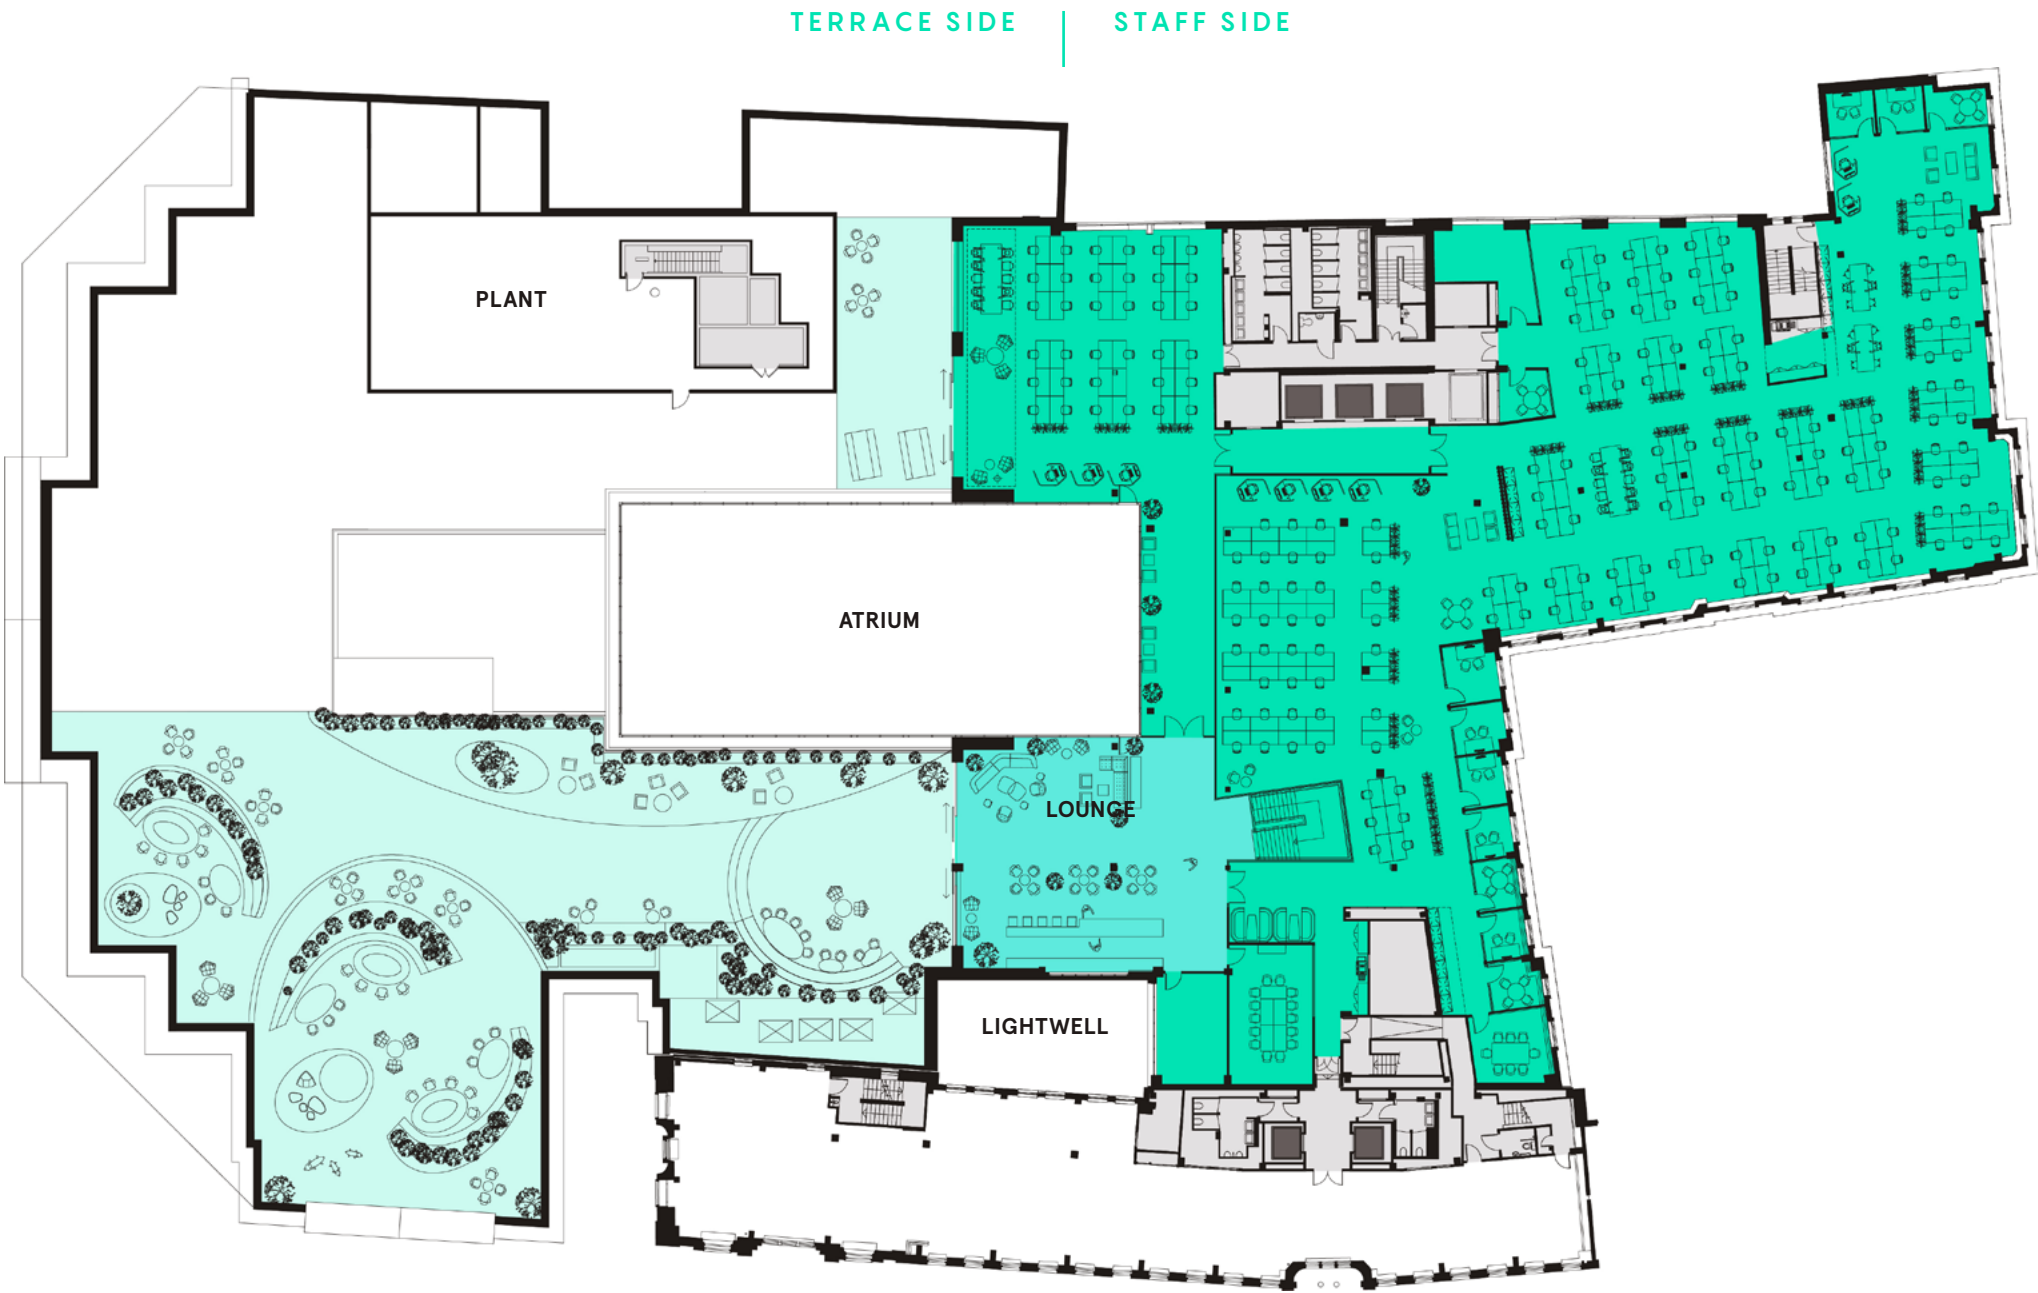 TERRACE SIDE | STAFF SIDE
PLANT
ATRIUM
LOUNGE
LIGHTWELL